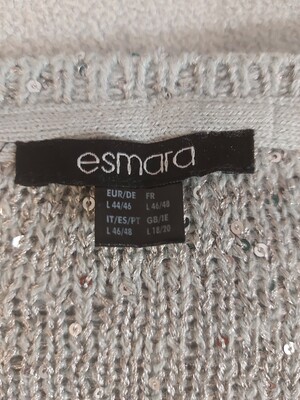 esmara
EUR/DE FR
L 44/46 L 46/48
IT/ES/PT GB/IE
L 46/48 L 18/20